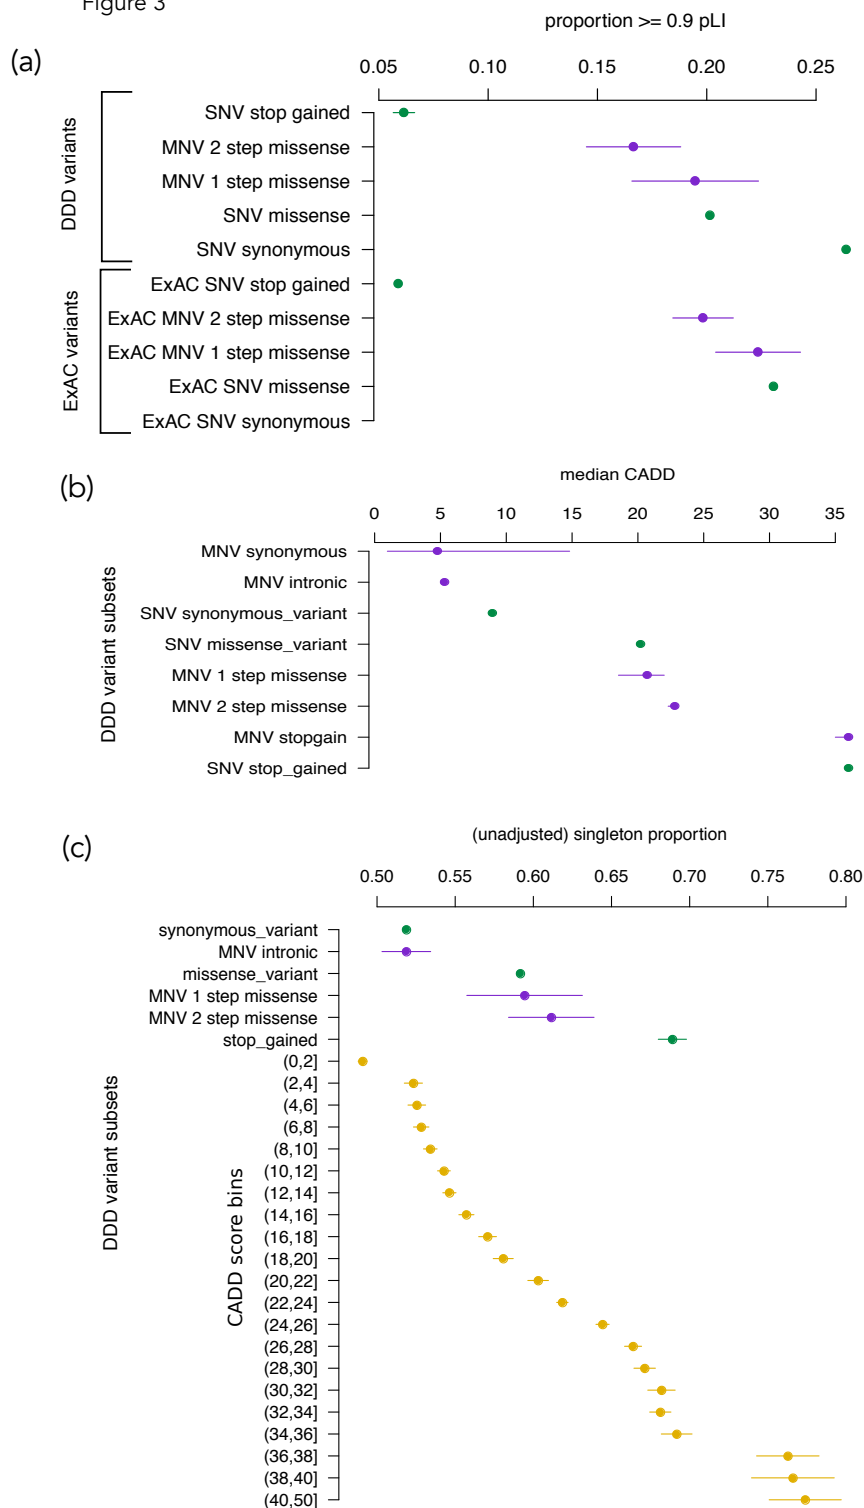 Figure 3
(a)
proportion >= 0.9 pLI
0.05 0.10 0.15 0.20 0.25
DDD variants
SNV stop gained
MNV 2 step missense
MNV 1 step missense
SNV missense
SNV synonymous
ExAC variants
ExAC SNV stop gained
ExAC MNV 2 step missense
ExAC MNV 1 step missense
ExAC SNV missense
ExAC SNV synonymous
(b)
median CADD
0 5 10 15 20 25 30 35
DDD variant subsets
MNV synonymous
MNV intronic
SNV synonymous_variant
SNV missense_variant
MNV 1 step missense
MNV 2 step missense
MNV stopgain
SNV stop_gained
(c)
(unadjusted) singleton proportion
0.50 0.55 0.60 0.65 0.70 0.75 0.80
DDD variant subsets
synonymous_variant
MNV intronic
missense_variant
MNV 1 step missense
MNV 2 step missense
stop_gained
CADD score bins
(0,2]
(2,4]
(4,6]
(6,8]
(8,10]
(10,12]
(12,14]
(14,16]
(16,18]
(18,20]
(20,22]
(22,24]
(24,26]
(26,28]
(28,30]
(30,32]
(32,34]
(34,36]
(36,38]
(38,40]
(40,50]